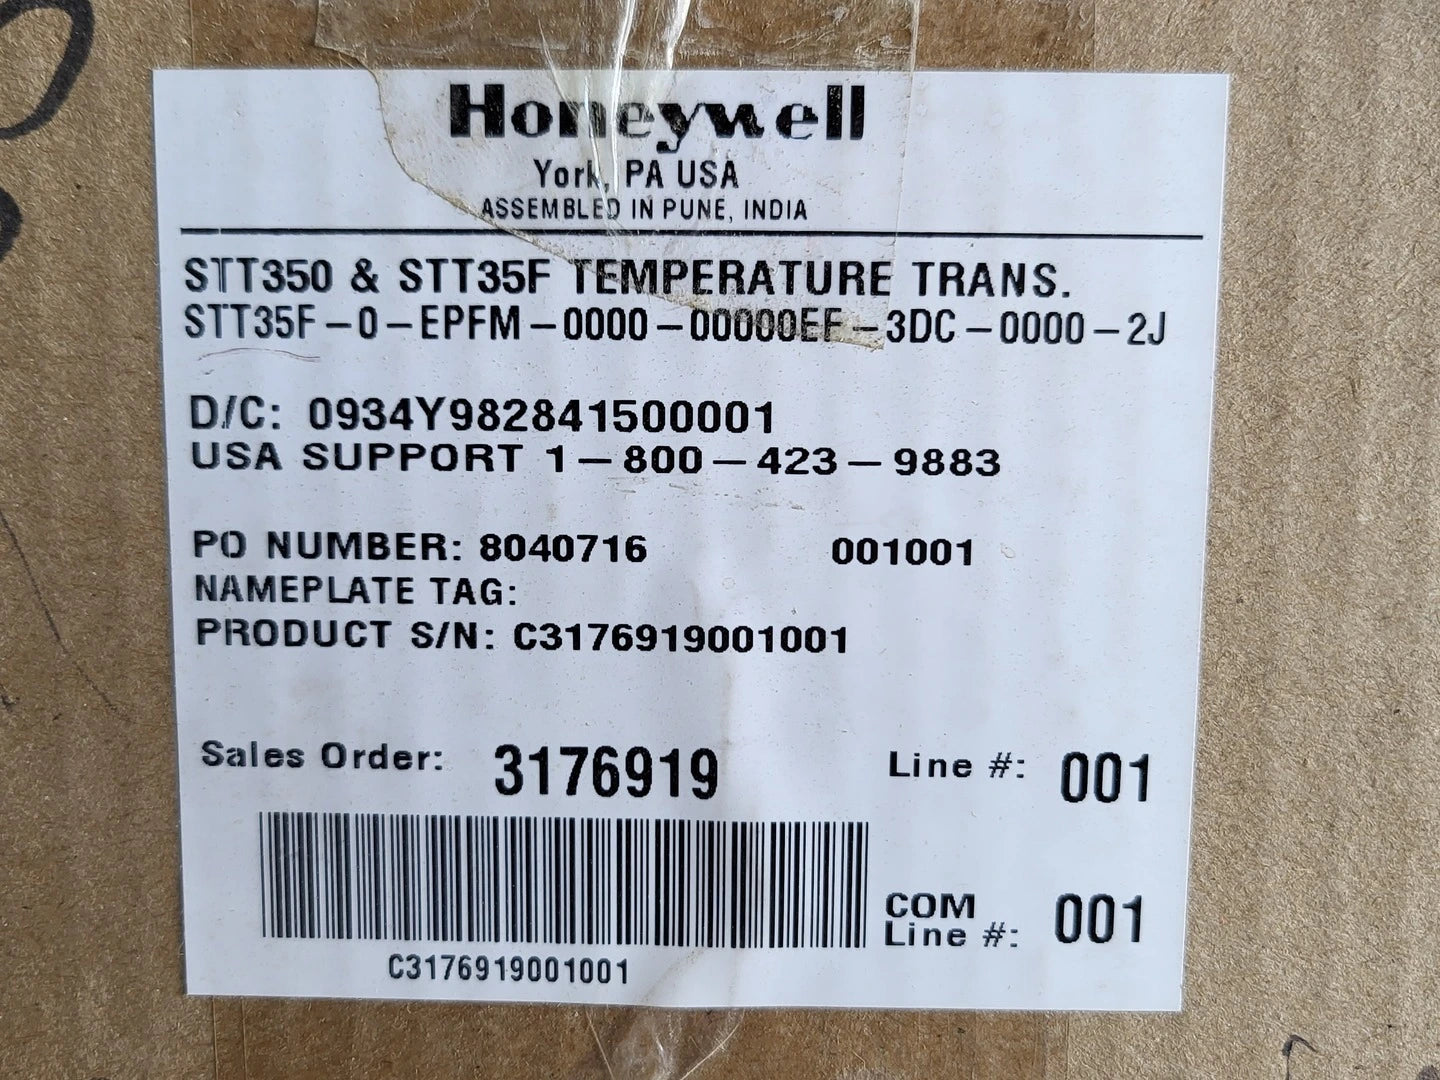 Honeywell
York, PA USA
ASSEMBLED IN PUNE, INDIA
STT350 & STT35F TEMPERATURE TRANS.
STT35F-0-EPFM-0000-00000EF-3DC-0000-2J
D/C: 0934Y982841500001
USA SUPPORT 1-800-423-9883
PO NUMBER: 8040716 001001
NAMEPLATE TAG:
PRODUCT S/N: C3176919001001
Sales Order: 3176919 Line #: 001
COM
Line #: 001
C3176919001001